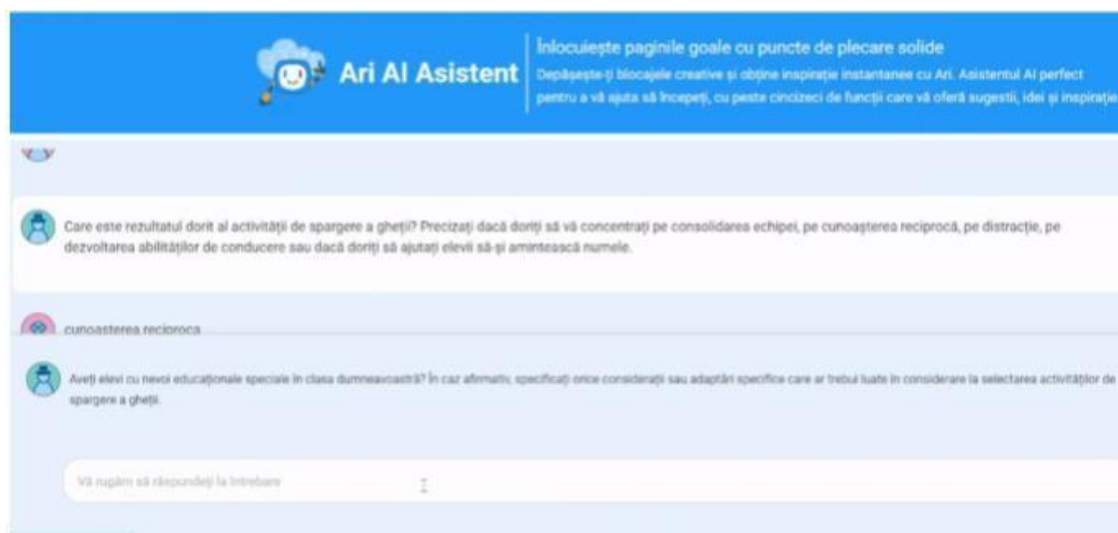 Ari AI Asistent
Înlocuiește paginile goale cu puncte de plecare solide
Depășește-ți blocajele creative și obține inspirație instantanee cu Ari. Asistentul AI perfect
pentru a vă ajuta să începeți, cu peste cincizeci de funcții care vă oferă sugestii, idei și inspirație
Care este rezultatul dorit al activității de spargere a gheții? Precizați dacă doriți să vă concentrați pe consolidarea echipei, pe cunoașterea reciprocă, pe distracție, pe
dezvoltarea abilităților de conducere sau dacă doriți să ajutați elevii să-și amintească numele.
cunoasterea reciproca
Aveți elevi cu nevoi educaționale speciale în clasa dumneavoastră? În caz afirmativ, specificați orice considerații sau adaptări specifice care ar trebui luate în considerare la selectarea activităților de
spargere a gheții.
Vă rugăm să răspundeți la întrebare